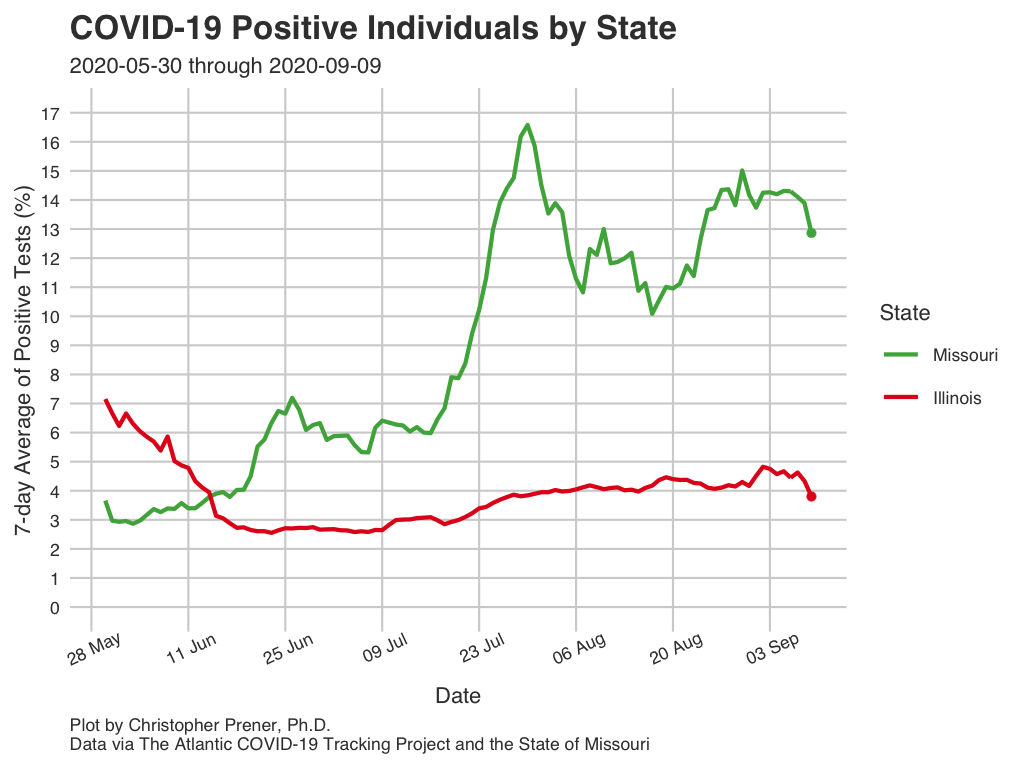 COVID-19 Positive Individuals by State
2020-05-30 through 2020-09-09
7-day Average of Positive Tests (%)
17
16
15
14
13
12
11
10
9
8
7
6
5
4
3
2
1
0
28 May
11 Jun
25 Jun
09 Jul
23 Jul
06 Aug
20 Aug
03 Sep
Date
State
Missouri
Illinois
Plot by Christopher Prener, Ph.D.
Data via The Atlantic COVID-19 Tracking Project and the State of Missouri